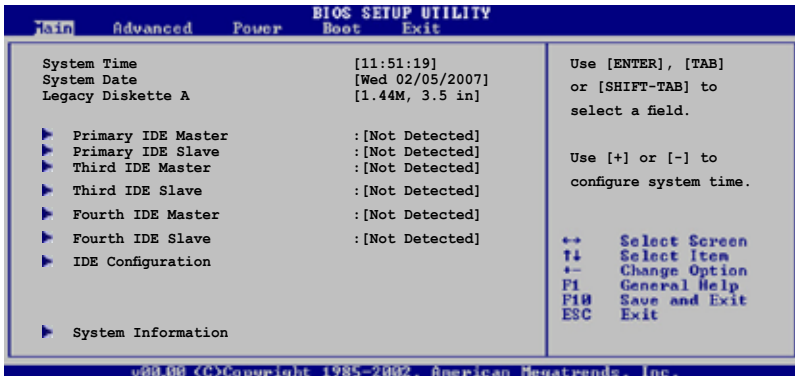 BIOS SETUP UTILITY
Main Advanced Power Boot Exit
System Time [11:51:19]
System Date [Wed 02/05/2007]
Legacy Diskette A [1.44M, 3.5 in]
Primary IDE Master :[Not Detected]
Primary IDE Slave :[Not Detected]
Third IDE Master :[Not Detected]
Third IDE Slave :[Not Detected]
Fourth IDE Master :[Not Detected]
Fourth IDE Slave :[Not Detected]
IDE Configuration
System Information
Use [ENTER], [TAB]
or [SHIFT-TAB] to
select a field.
Use [+] or [-] to
configure system time.
↔ Select Screen
↑↓ Select Item
+- Change Option
F1 General Help
F10 Save and Exit
ESC Exit
v00.00 (C)Copyright 1985-2002, American Megatrends, Inc.